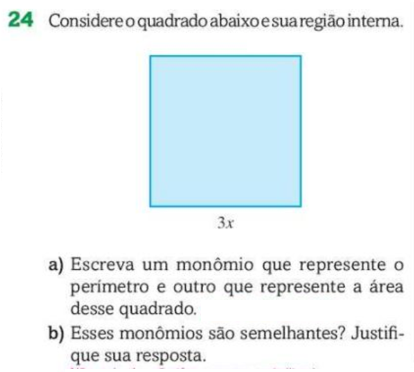 24 Considere o quadrado abaixo e sua região interna.
3x
a) Escreva um monômio que represente o
perímetro e outro que represente a área
desse quadrado.
b) Esses monômios são semelhantes? Justifi-
que sua resposta.